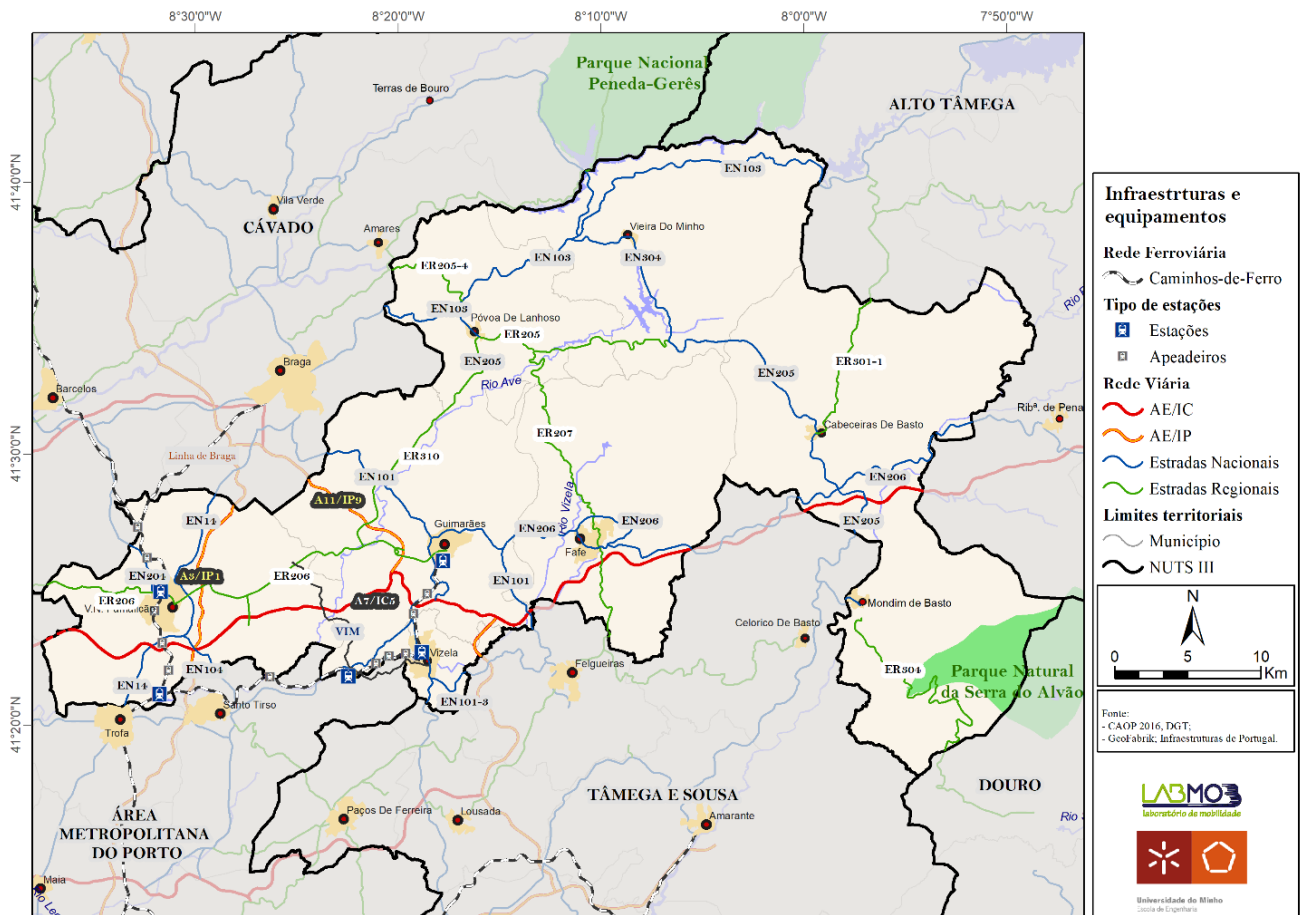 8°30'0"W
8°20'0"W
8°10'0"W
8°0'0"W
7°50'0"W
41°40'0"N
41°30'0"N
41°20'0"N
Parque Nacional
Peneda-Gerês
Terras de Bouro
ALTO TÂMEGA
EN103
Vila Verde
CÁVADO
Amares
Vieira Do Minho
EN103
EN304
ER205-4
EN103
Póvoa De Lanhoso
ER205
EN205
ER301-1
Braga
EN205
Rio Ave
Barcelos
Ribª. de Pena
Cabeceiras De Basto
ER207
Linha de Braga
ER310
EN101
EN206
A11/IP9
Rio Vizela
EN14
Guimarães
EN206
EN206
EN205
Fafe
EN204
A3/IP1
ER206
EN101
ER206
A7/IC5
Mondim de Basto
VIM
Celorico De Basto
Vizela
Felgueiras
EN104
ER304
Parque Natural
da Serra do Alvão
EN14
EN101-3
Santo Tirso
Trofa
DOURO
TÂMEGA E SOUSA
ÁREA
METROPOLITANA
DO PORTO
Paços De Ferreira
Lousada
Amarante
Maia
Infraestrturas e
equipamentos
Rede Ferroviária
Caminhos-de-Ferro
Tipo de estações
Estações
Apeadeiros
Rede Viária
AE/IC
AE/IP
Estradas Nacionais
Estradas Regionais
Limites territoriais
Município
NUTS III
N
0 5 10
Km
Fonte:
- CAOP 2016, DGT;
- GeoFabrik; Infraestruturas de Portugal.
LABMOB
laboratório de mobilidade
Universidade do Minho
Escola de Engenharia